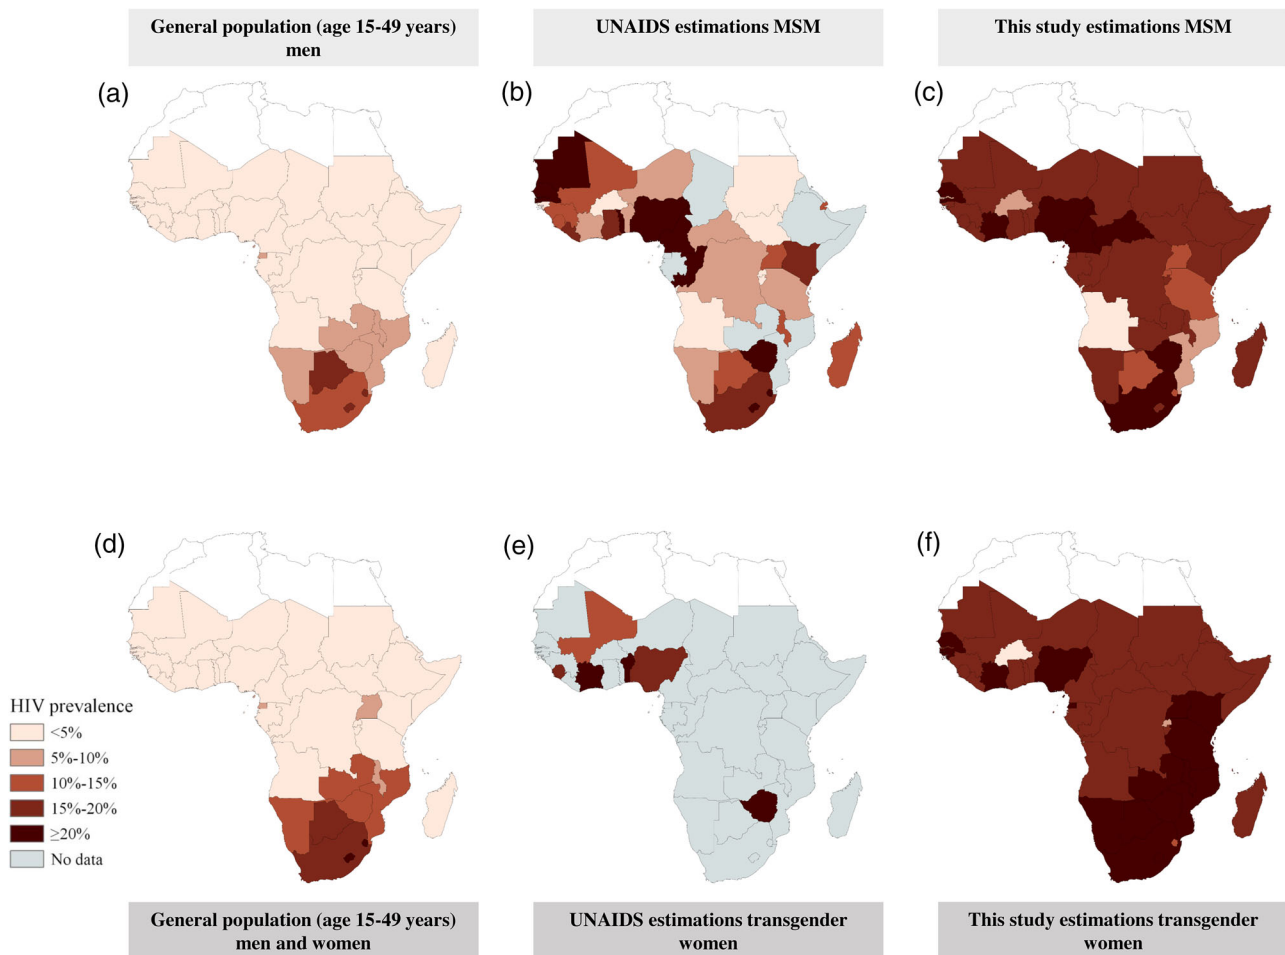 General population (age 15-49 years)
men
UNAIDS estimations MSM
This study estimations MSM
(a)
(b)
(c)
(d)
(e)
(f)
HIV prevalence
<5%
5%-10%
10%-15%
15%-20%
≥20%
No data
General population (age 15-49 years)
men and women
UNAIDS estimations transgender
women
This study estimations transgender
women